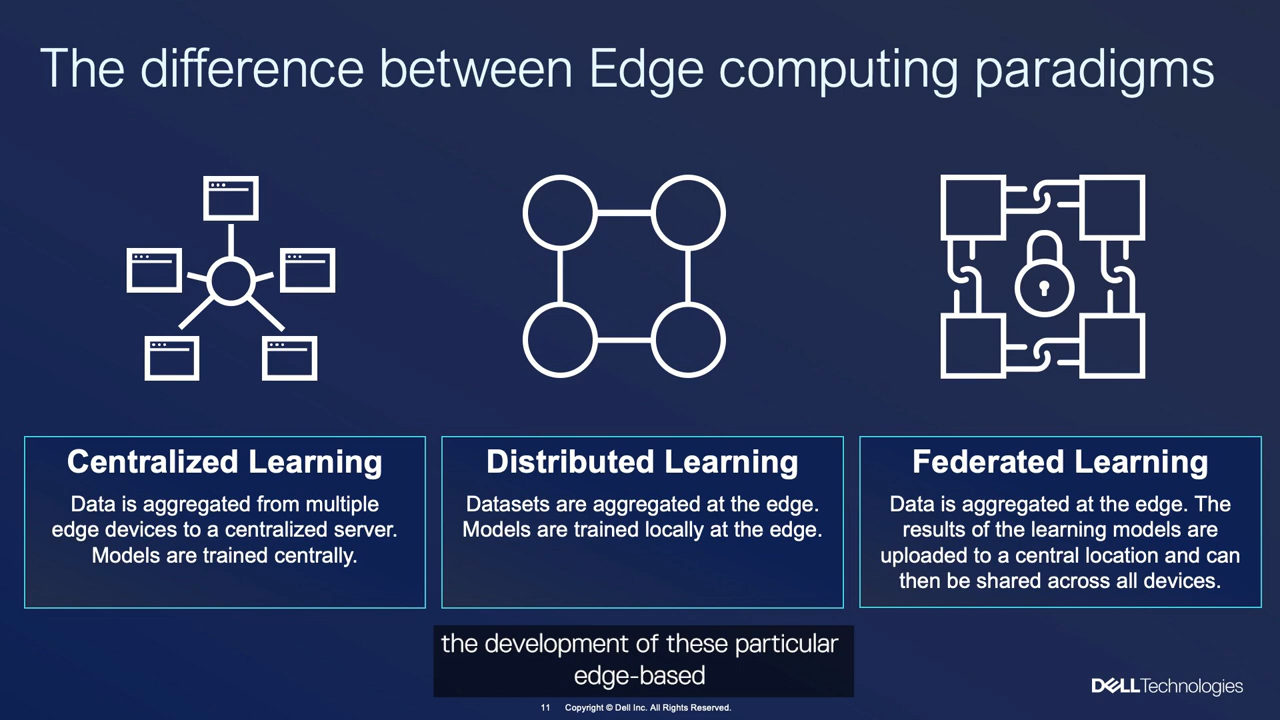 The difference between Edge computing paradigms
Centralized Learning
Data is aggregated from multiple
edge devices to a centralized server.
Models are trained centrally.
Distributed Learning
Datasets are aggregated at the edge.
Models are trained locally at the edge.
Federated Learning
Data is aggregated at the edge. The
results of the learning models are
uploaded to a central location and can
then be shared across all devices.
the development of these particular
edge-based
DELL Technologies
11 Copyright © Dell Inc. All Rights Reserved.